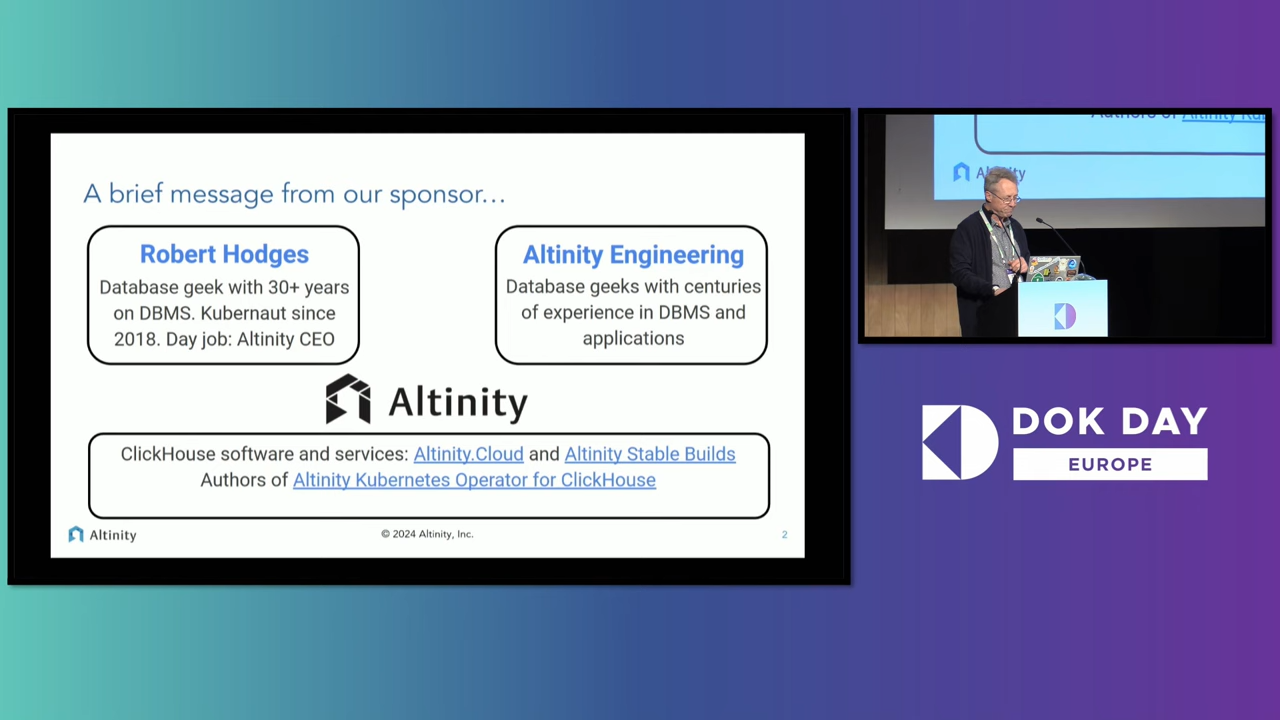 A brief message from our sponsor…
Robert Hodges
Database geek with 30+ years
on DBMS. Kubernaut since
2018. Day job: Altinity CEO
Altinity Engineering
Database geeks with centuries
of experience in DBMS and
applications
Altinity
ClickHouse software and services: Altinity.Cloud and Altinity Stable Builds
Authors of Altinity Kubernetes Operator for ClickHouse
Altinity
© 2024 Altinity, Inc.
2
Altinity
DOK DAY
EUROPE